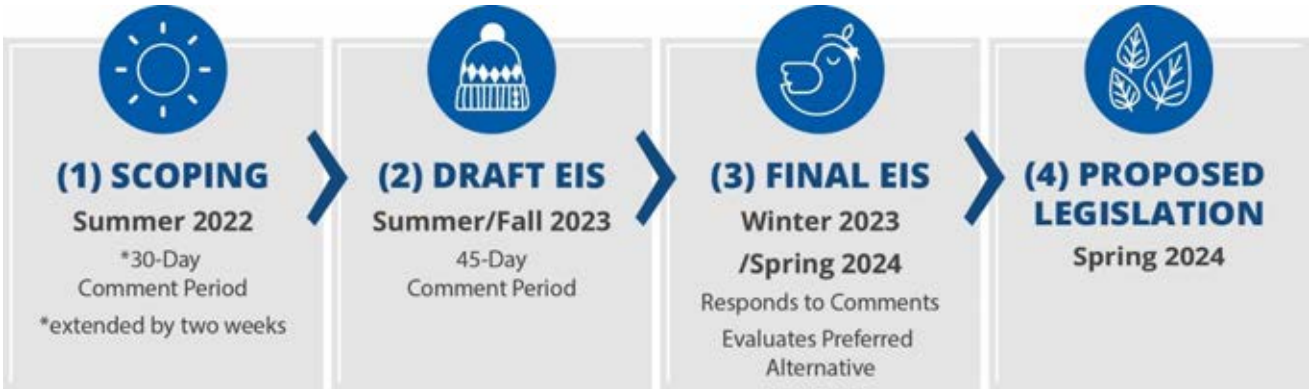 (1) SCOPING
Summer 2022
*30-Day
Comment Period
*extended by two weeks
(2) DRAFT EIS
Summer/Fall 2023
45-Day
Comment Period
(3) FINAL EIS
Winter 2023
/Spring 2024
Responds to Comments
Evaluates Preferred
Alternative
(4) PROPOSED
LEGISLATION
Spring 2024